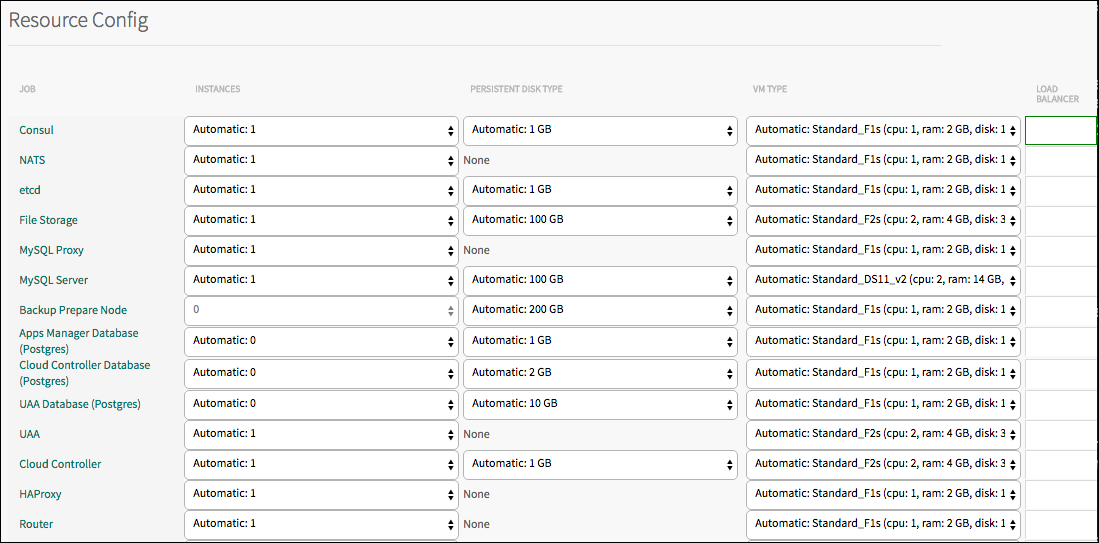 Resource Config
JOB INSTANCES PERSISTENT DISK TYPE VM TYPE LOAD
BALANCER
Consul Automatic: 1 Automatic: 1 GB Automatic: Standard_F1s (cpu: 1, ram: 2 GB, disk: 1
NATS Automatic: 1 None Automatic: Standard_F1s (cpu: 1, ram: 2 GB, disk: 1
etcd Automatic: 1 Automatic: 1 GB Automatic: Standard_F1s (cpu: 1, ram: 2 GB, disk: 1
File Storage Automatic: 1 Automatic: 100 GB Automatic: Standard_F2s (cpu: 2, ram: 4 GB, disk: 3
MySQL Proxy Automatic: 1 None Automatic: Standard_F1s (cpu: 1, ram: 2 GB, disk: 1
MySQL Server Automatic: 1 Automatic: 100 GB Automatic: Standard_DS11_v2 (cpu: 2, ram: 14 GB,
Backup Prepare Node 0 Automatic: 200 GB Automatic: Standard_F1s (cpu: 1, ram: 2 GB, disk: 1
Apps Manager Database
(Postgres) Automatic: 0 Automatic: 1 GB Automatic: Standard_F1s (cpu: 1, ram: 2 GB, disk: 1
Cloud Controller Database
(Postgres) Automatic: 0 Automatic: 2 GB Automatic: Standard_F1s (cpu: 1, ram: 2 GB, disk: 1
UAA Database (Postgres) Automatic: 0 Automatic: 10 GB Automatic: Standard_F1s (cpu: 1, ram: 2 GB, disk: 1
UAA Automatic: 1 None Automatic: Standard_F2s (cpu: 2, ram: 4 GB, disk: 3
Cloud Controller Automatic: 1 Automatic: 1 GB Automatic: Standard_F2s (cpu: 2, ram: 4 GB, disk: 3
HAProxy Automatic: 1 None Automatic: Standard_F1s (cpu: 1, ram: 2 GB, disk: 1
Router Automatic: 1 None Automatic: Standard_F1s (cpu: 1, ram: 2 GB, disk: 1